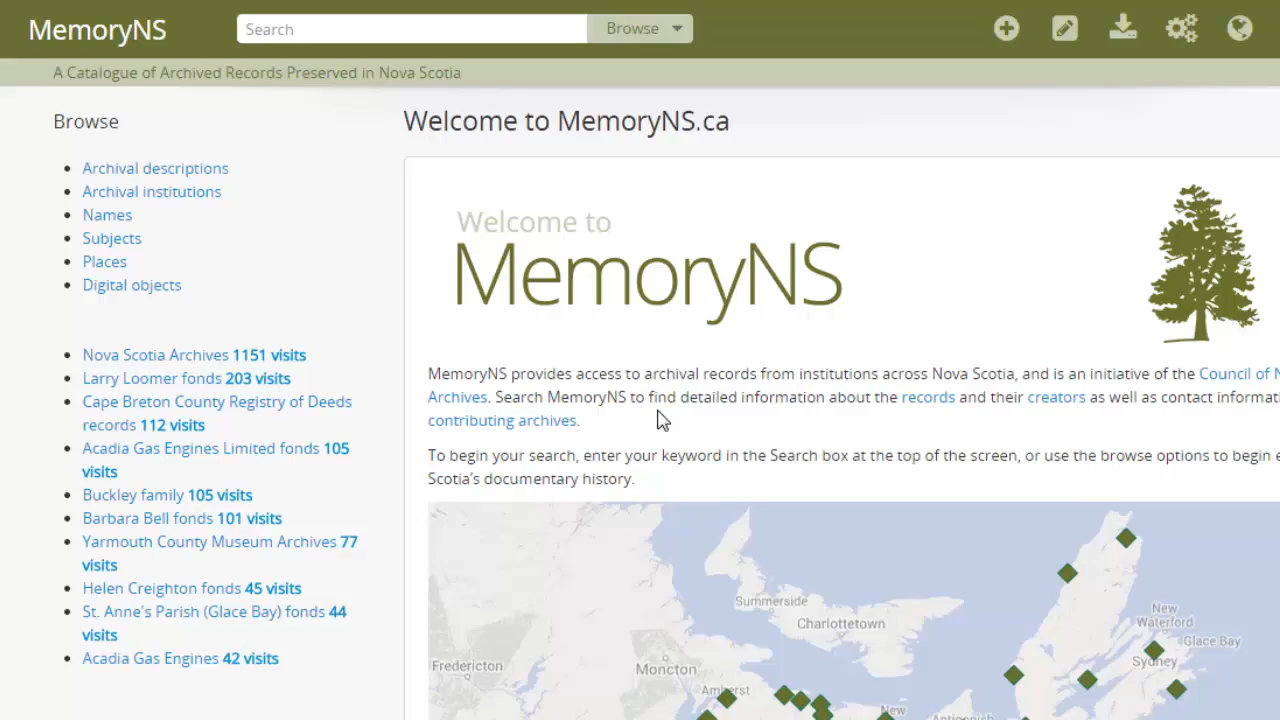 MemoryNS
Search
Browse
A Catalogue of Archived Records Preserved in Nova Scotia
Browse
Archival descriptions
Archival institutions
Names
Subjects
Places
Digital objects
Nova Scotia Archives 1151 visits
Larry Loomer fonds 203 visits
Cape Breton County Registry of Deeds
records 112 visits
Acadia Gas Engines Limited fonds 105
visits
Buckley family 105 visits
Barbara Bell fonds 101 visits
Yarmouth County Museum Archives 77
visits
Helen Creighton fonds 45 visits
St. Anne's Parish (Glace Bay) fonds 44
visits
Acadia Gas Engines 42 visits
Welcome to MemoryNS.ca
Welcome to
MemoryNS
MemoryNS provides access to archival records from institutions across Nova Scotia, and is an initiative of the Council of
Archives. Search MemoryNS to find detailed information about the records and their creators as well as contact
contributing archives.
To begin your search, enter your keyword in the Search box at the top of the screen, or use the browse options to begin
Scotia’s documentary history.
Summerside
Charlottetown
New
Waterford
Glace Bay
Sydney
Fredericton
Moncton
Amherst
New